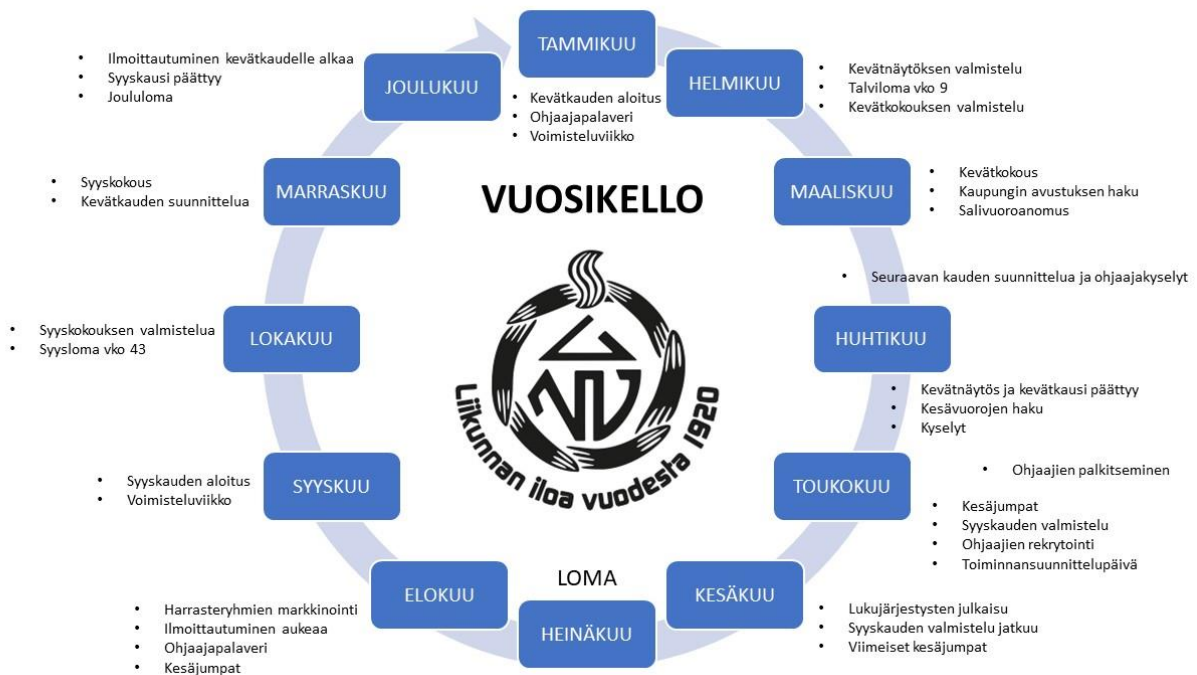 TAMMIKUU
• Kevätkauden aloitus
• Ohjaajapalaveri
• Voimisteluviikko
HELMIKUU
• Kevätnäytöksen valmistelu
• Talviloma vko 9
• Kevätkokouksen valmistelu
MAALISKUU
• Kevätkokous
• Kaupungin avustuksen haku
• Salivuoroanomus
• Seuraavan kauden suunnittelua ja ohjaajakyselyt
HUHTIKUU
• Kevätnäytös ja kevätkausi päättyy
• Kesävuorojen haku
• Kyselyt
• Ohjaajien palkitseminen
TOUKOKUU
• Kesäjumpat
• Syyskauden valmistelu
• Ohjaajien rekrytointi
• Toiminnansuunnittelupäivä
KESÄKUU
• Lukujärjestysten julkaisu
• Syyskauden valmistelu jatkuu
• Viimeiset kesäjumpat
LOMA
HEINÄKUU
ELOKUU
• Harrasteryhmien markkinointi
• Ilmoittautuminen aukeaa
• Ohjaajapalaveri
• Kesäjumpat
SYYSKUU
• Syyskauden aloitus
• Voimisteluviikko
LOKAKUU
• Syyskokouksen valmistelua
• Syysloma vko 43
MARRASKUU
• Syyskokous
• Kevätkauden suunnittelua
JOULUKUU
• Ilmoittautuminen kevätkaudelle alkaa
• Syyskausi päättyy
• Joululoma
VUOSIKELLO
Liikunnan iloa vuodesta 1920